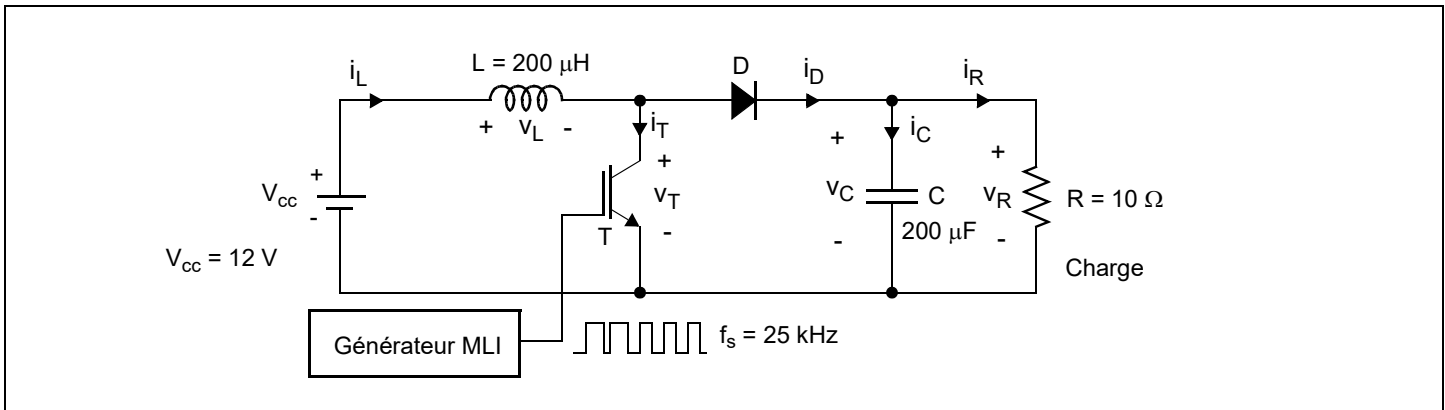 i_L
L = 200 μH
D
i_D
i_R
+ v_L -
i_T
i_C
+
V_cc
-
V_cc = 12 V
T
+
v_T
-
+
v_C
-
C
200 μF
+
v_R
-
R = 10 Ω
Charge
Générateur MLI
f_s = 25 kHz